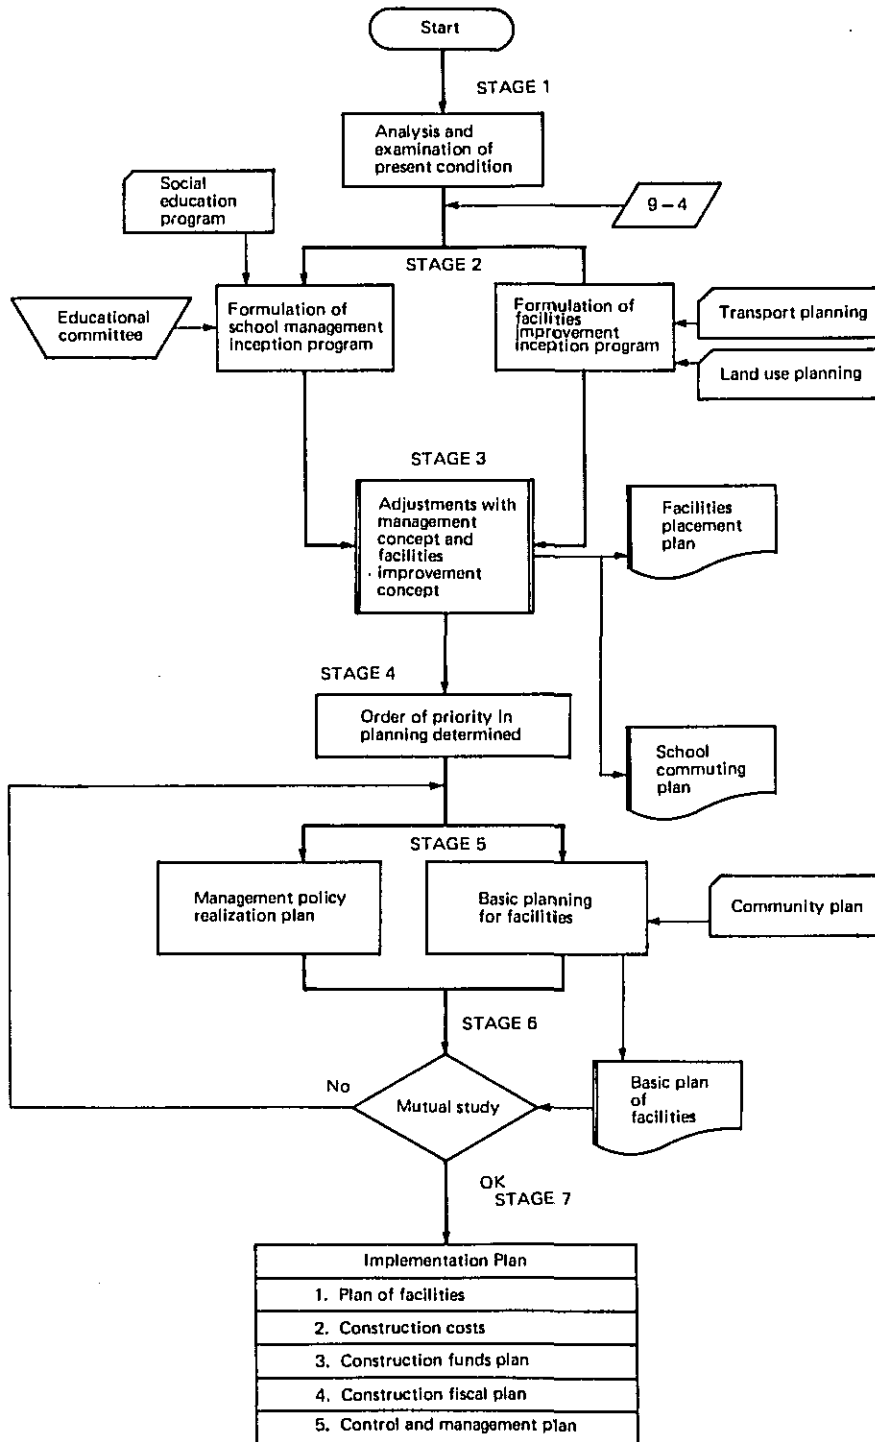 Start
STAGE 1
Analysis and
examination of
present condition
Social
education
program
9 – 4
STAGE 2
Educational
committee
Formulation of
school management
inception program
Formulation of
facilities
improvement
inception program
Transport planning
Land use planning
STAGE 3
Adjustments with
management
concept and
facilities
improvement
concept
Facilities
placement
plan
STAGE 4
Order of priority in
planning determined
School
commuting
plan
STAGE 5
Management policy
realization plan
Basic planning
for facilities
Community plan
STAGE 6
No
Mutual study
Basic plan
of
facilities
OK
STAGE 7
Implementation Plan
1. Plan of facilities
2. Construction costs
3. Construction funds plan
4. Construction fiscal plan
5. Control and management plan